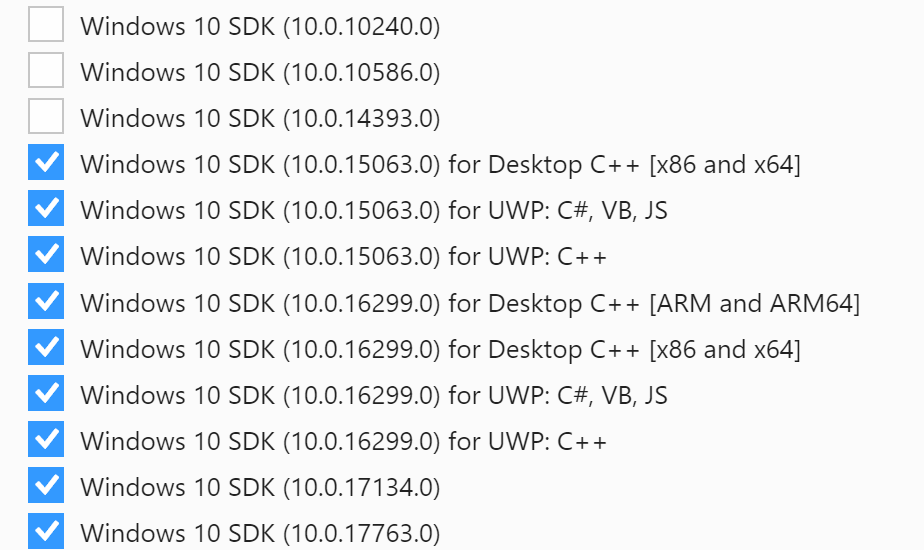 Windows 10 SDK (10.0.10240.0)
Windows 10 SDK (10.0.10586.0)
Windows 10 SDK (10.0.14393.0)
Windows 10 SDK (10.0.15063.0) for Desktop C++ [x86 and x64]
Windows 10 SDK (10.0.15063.0) for UWP: C#, VB, JS
Windows 10 SDK (10.0.15063.0) for UWP: C++
Windows 10 SDK (10.0.16299.0) for Desktop C++ [ARM and ARM64]
Windows 10 SDK (10.0.16299.0) for Desktop C++ [x86 and x64]
Windows 10 SDK (10.0.16299.0) for UWP: C#, VB, JS
Windows 10 SDK (10.0.16299.0) for UWP: C++
Windows 10 SDK (10.0.17134.0)
Windows 10 SDK (10.0.17763.0)